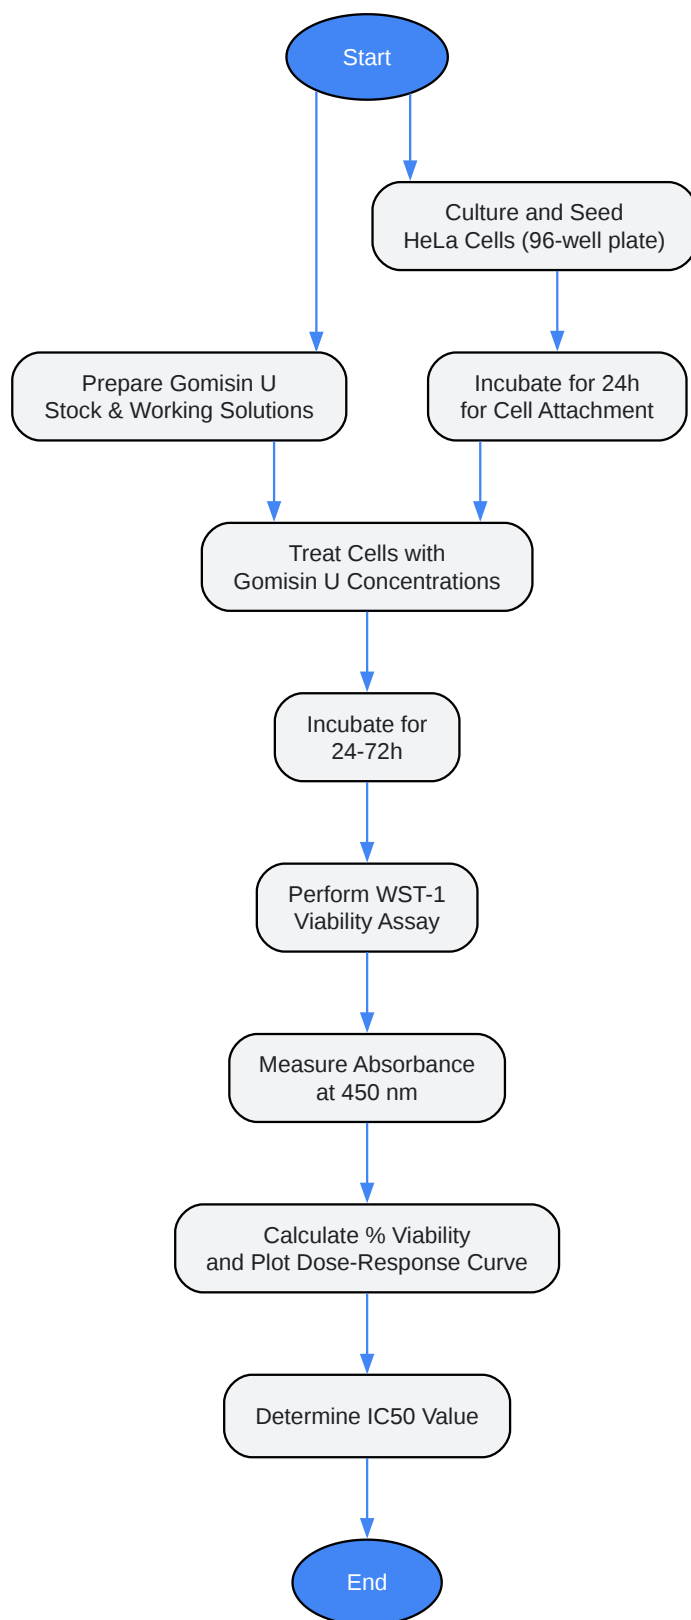 Start
Culture and Seed
HeLa Cells (96-well plate)
Prepare Gomisin U
Stock & Working Solutions
Incubate for 24h
for Cell Attachment
Treat Cells with
Gomisin U Concentrations
Incubate for
24-72h
Perform WST-1
Viability Assay
Measure Absorbance
at 450 nm
Calculate % Viability
and Plot Dose-Response Curve
Determine IC50 Value
End